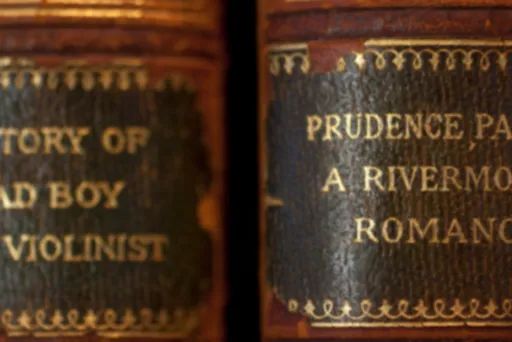 TORY OF
AD BOY
VIOLINIST
PRUDENCE, PA
A RIVERMO
ROMANC